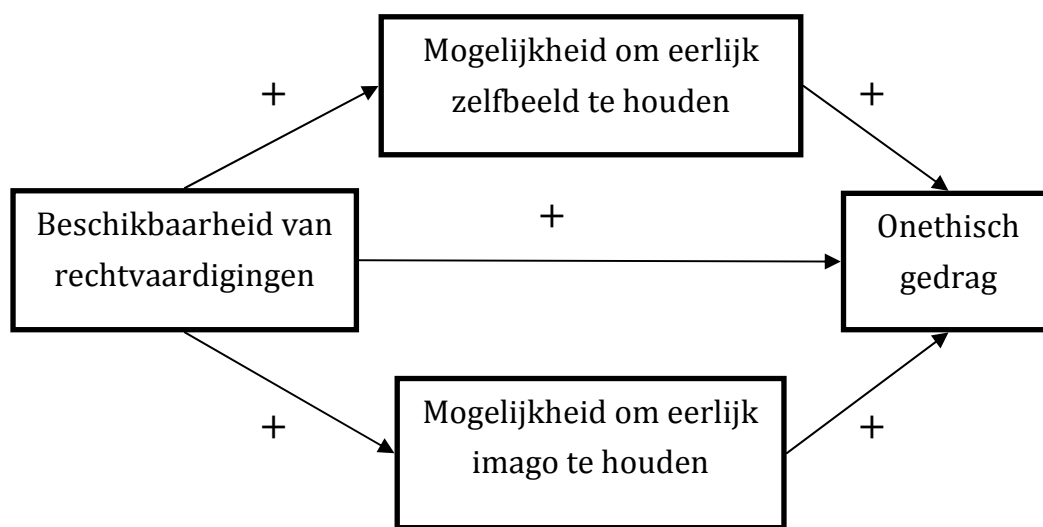 Mogelijkheid om eerlijk
zelfbeeld te houden
+
+
Beschikbaarheid van
rechtvaardigingen
+
Onethisch
gedrag
Mogelijkheid om eerlijk
imago te houden
+
+